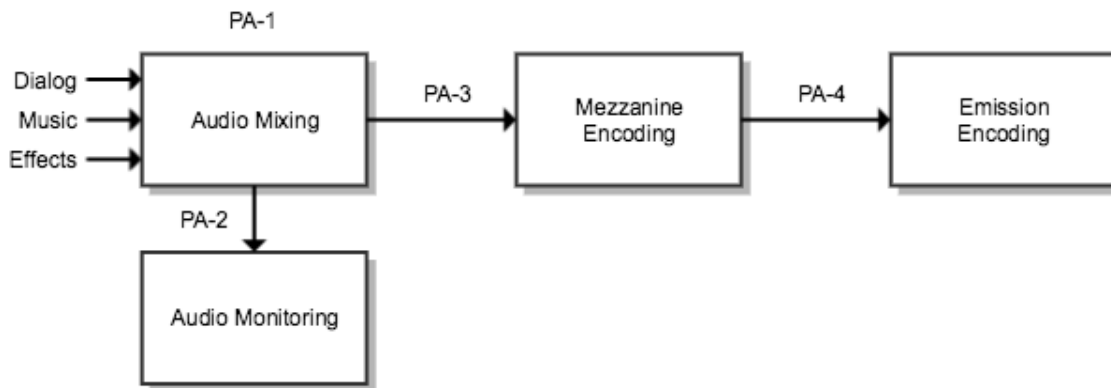 PA-1
Dialog
Music
Effects
Audio Mixing
PA-3
Mezzanine
Encoding
PA-4
Emission
Encoding
PA-2
Audio Monitoring